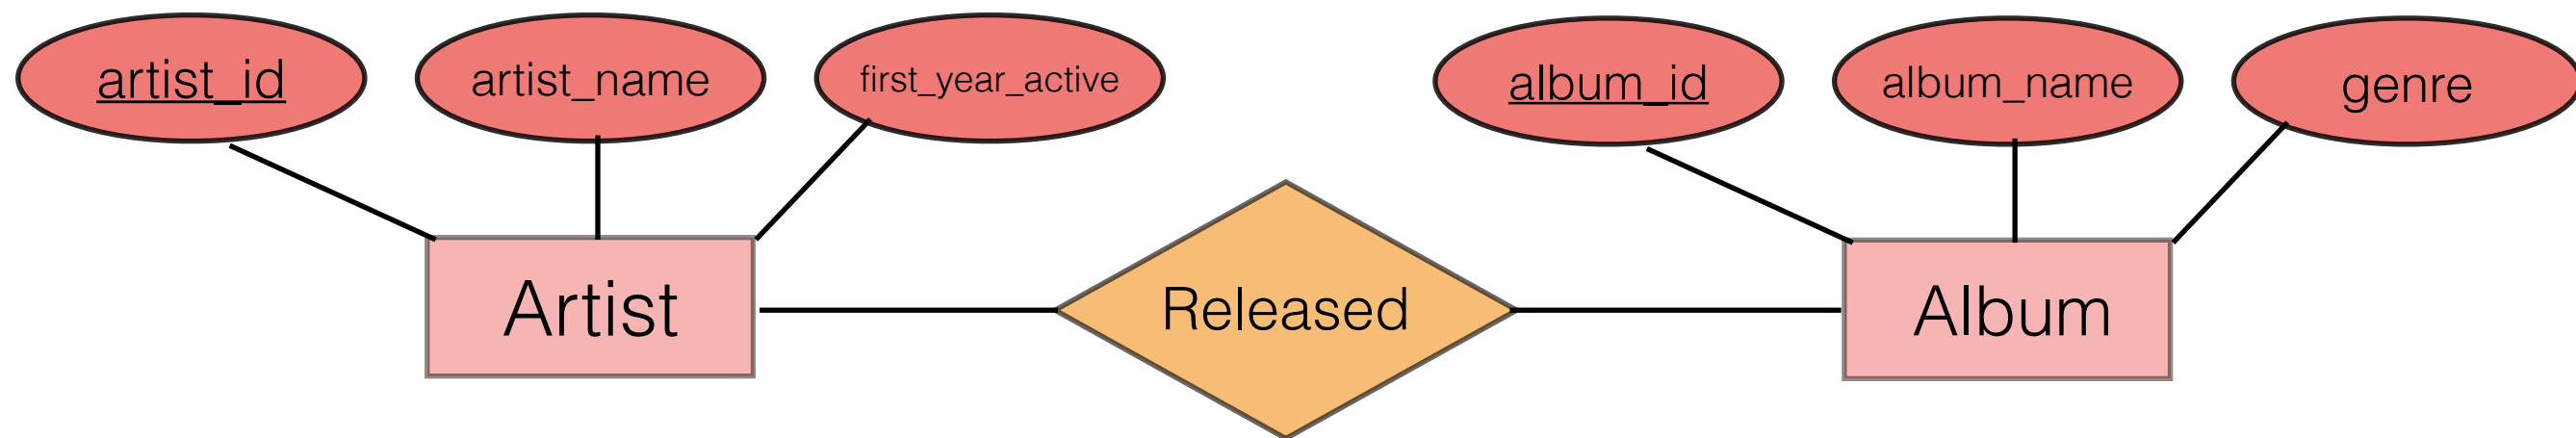 artist_id
artist_name
first_year_active
album_id
album_name
genre
Artist
Released
Album